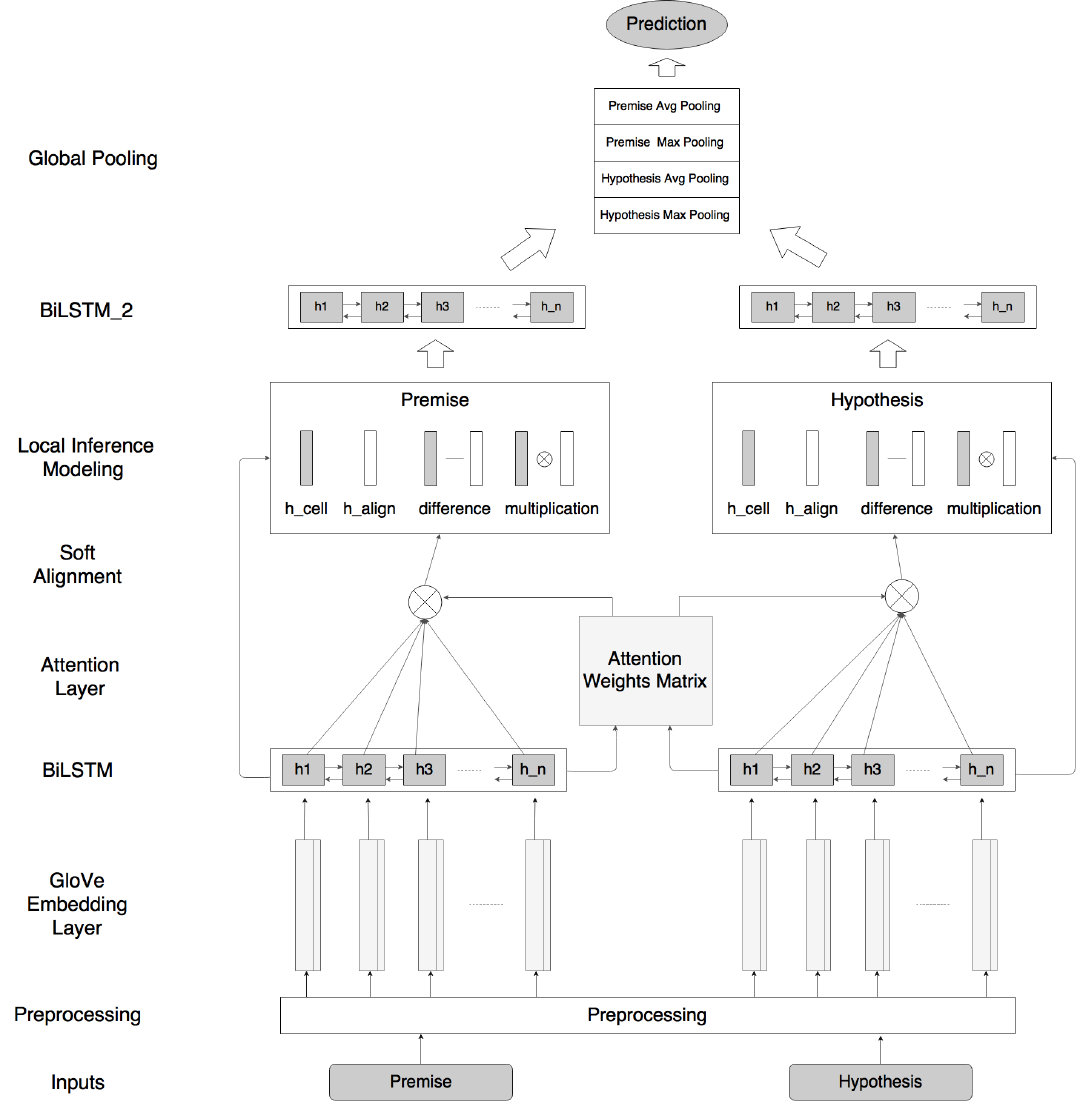 Prediction
Premise Avg Pooling
Global Pooling
Premise Max Pooling
Hypothesis Avg Pooling
Hypothesis Max Pooling
BiLSTM_2
h1 h2 h3 h_n
h1 h2 h3 h_n
Premise
Hypothesis
Local Inference
Modeling
h_cell h_align difference multiplication
h_cell h_align difference multiplication
Soft
Alignment
Attention
Layer
Attention
Weights Matrix
BiLSTM
h1 h2 h3 h_n
h1 h2 h3 h_n
GloVe
Embedding
Layer
Preprocessing
Preprocessing
Inputs
Premise
Hypothesis